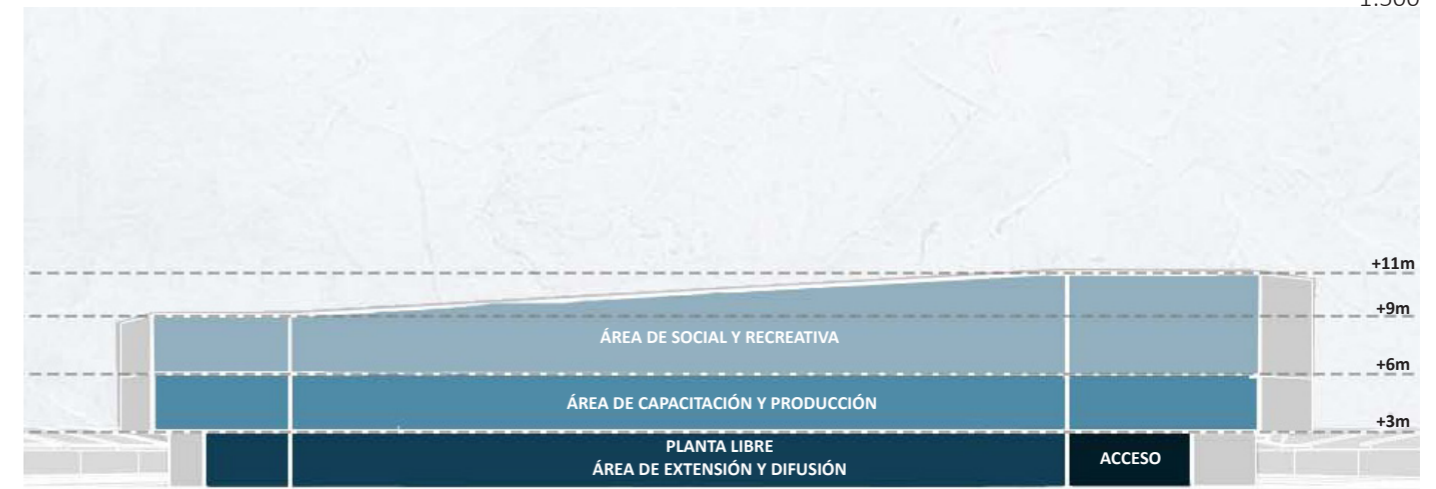 +11m
+9m
ÁREA DE SOCIAL Y RECREATIVA
+6m
ÁREA DE CAPACITACIÓN Y PRODUCCIÓN
+3m
PLANTA LIBRE
ÁREA DE EXTENSIÓN Y DIFUSIÓN
ACCESO